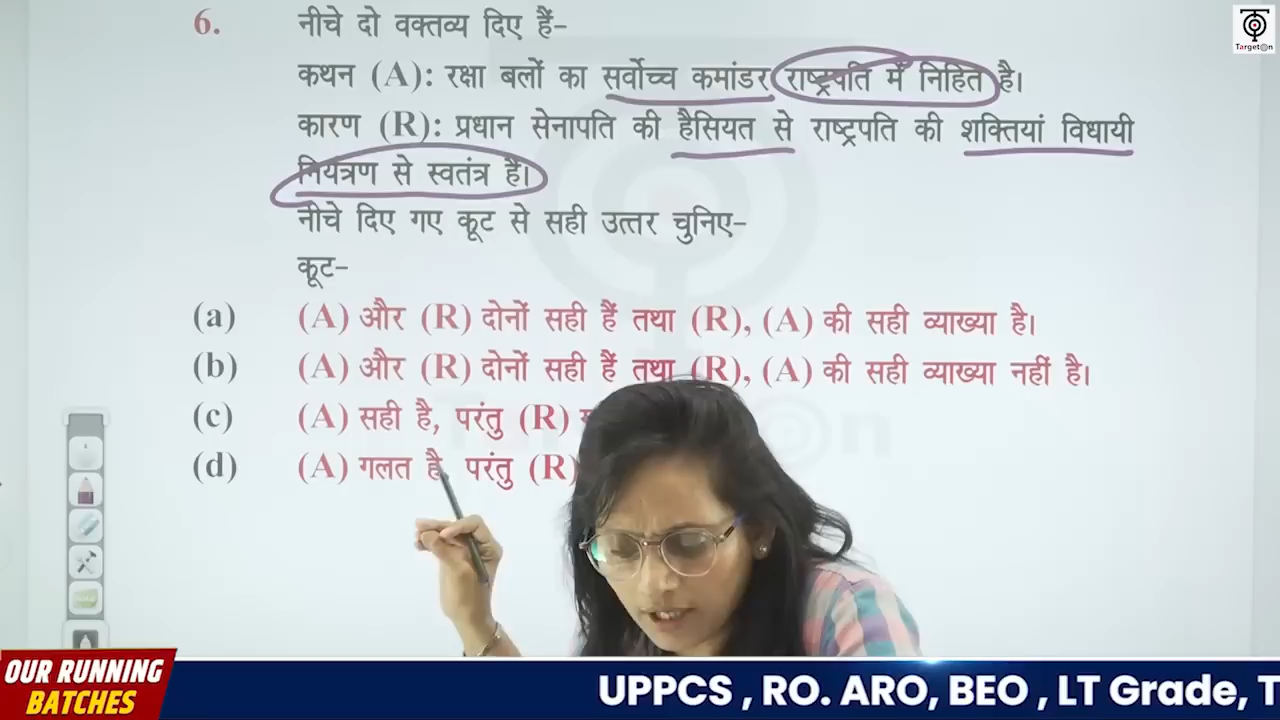 Target@n
6. नीचे दो वक्तव्य दिए हैं-
कथन (A): रक्षा बलों का सर्वोच्च कमांडर राष्ट्रपति में निहित है।
कारण (R): प्रधान सेनापति की हैसियत से राष्ट्रपति की शक्तियां विधायी
नियत्रण से स्वतंत्र है।
नीचे दिए गए कूट से सही उत्तर चुनिए-
कूट-
(a) (A) और (R) दोनों सही हैं तथा (R), (A) की सही व्याख्या है।
(b) (A) और (R) दोनों सही हैं तथा (R), (A) की सही व्याख्या नहीं है।
(c) (A) सही है, परंतु (R)
(d) (A) गलत है, परंतु (R)
OUR RUNNING
BATCHES
UPPCS , RO. ARO, BEO , LT Grade, T